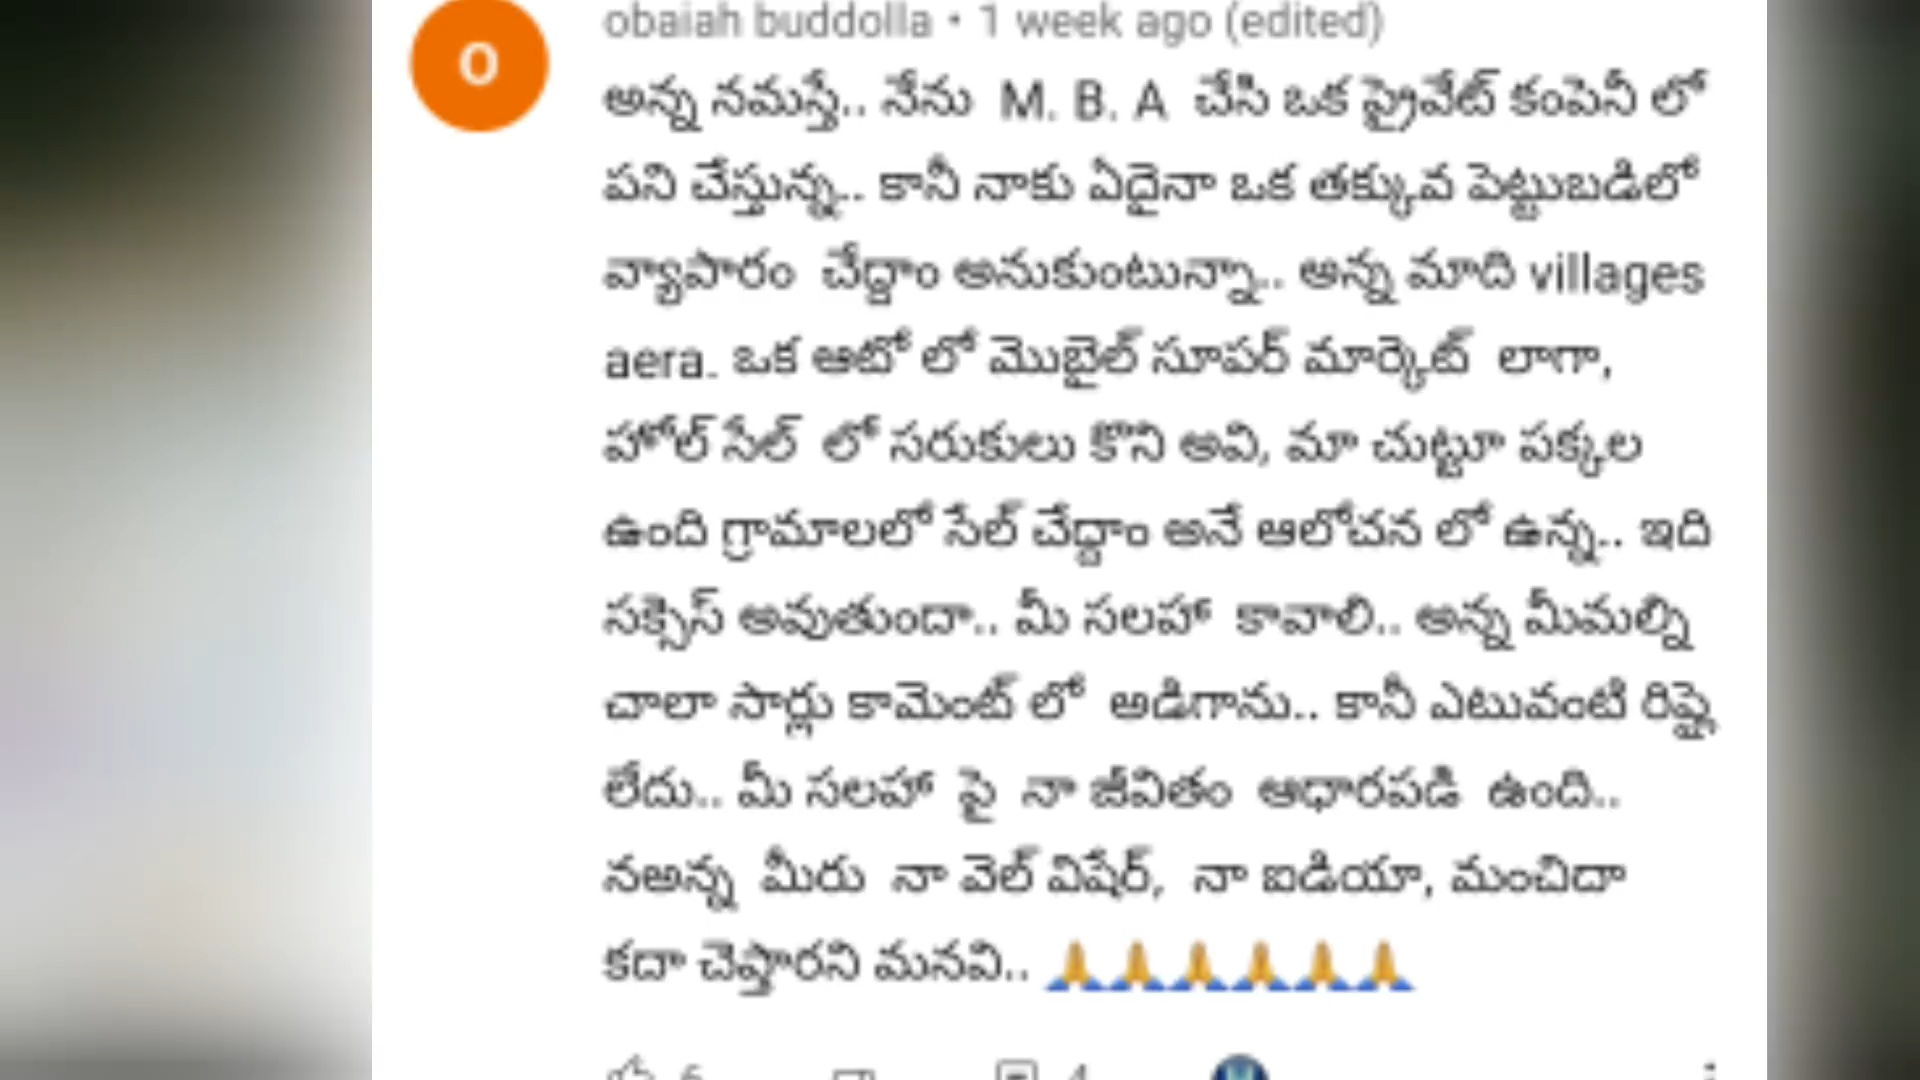 O
obaiah buddolla • 1 week ago (edited)
అన్న నమస్తే.. నేను M. B. A చేసి ఒక ప్రైవేట్ కంపెనీ లో
పని చేస్తున్న.. కానీ నాకు ఏదైనా ఒక తక్కువ పెట్టుబడిలో
వ్యాపారం చేద్దాం అనుకుంటున్నా.. అన్న మాది villages
aera. ఒక ఆటో లో మొబైల్ సూపర్ మార్కెట్ లాగా,
హోల్ సేల్ లో సరుకులు కొని అవి, మా చుట్టూ పక్కల
ఉంది గ్రామాలలో సేల్ చేద్దాం అనే ఆలోచన లో ఉన్న.. ఇది
సక్సెస్ అవుతుందా.. మీ సలహా కావాలి.. అన్న మీమల్ని
చాలా సార్లు కామెంట్ లో అడిగాను.. కానీ ఎటువంటి రిప్లై
లేదు.. మీ సలహా పై నా జీవితం ఆధారపడి ఉంది..
నఅన్న మీరు నా వెల్ విషేర్, నా ఐడియా, మంచిదా
కదా చెప్తారని మనవి.. 🙏🙏🙏🙏🙏🙏